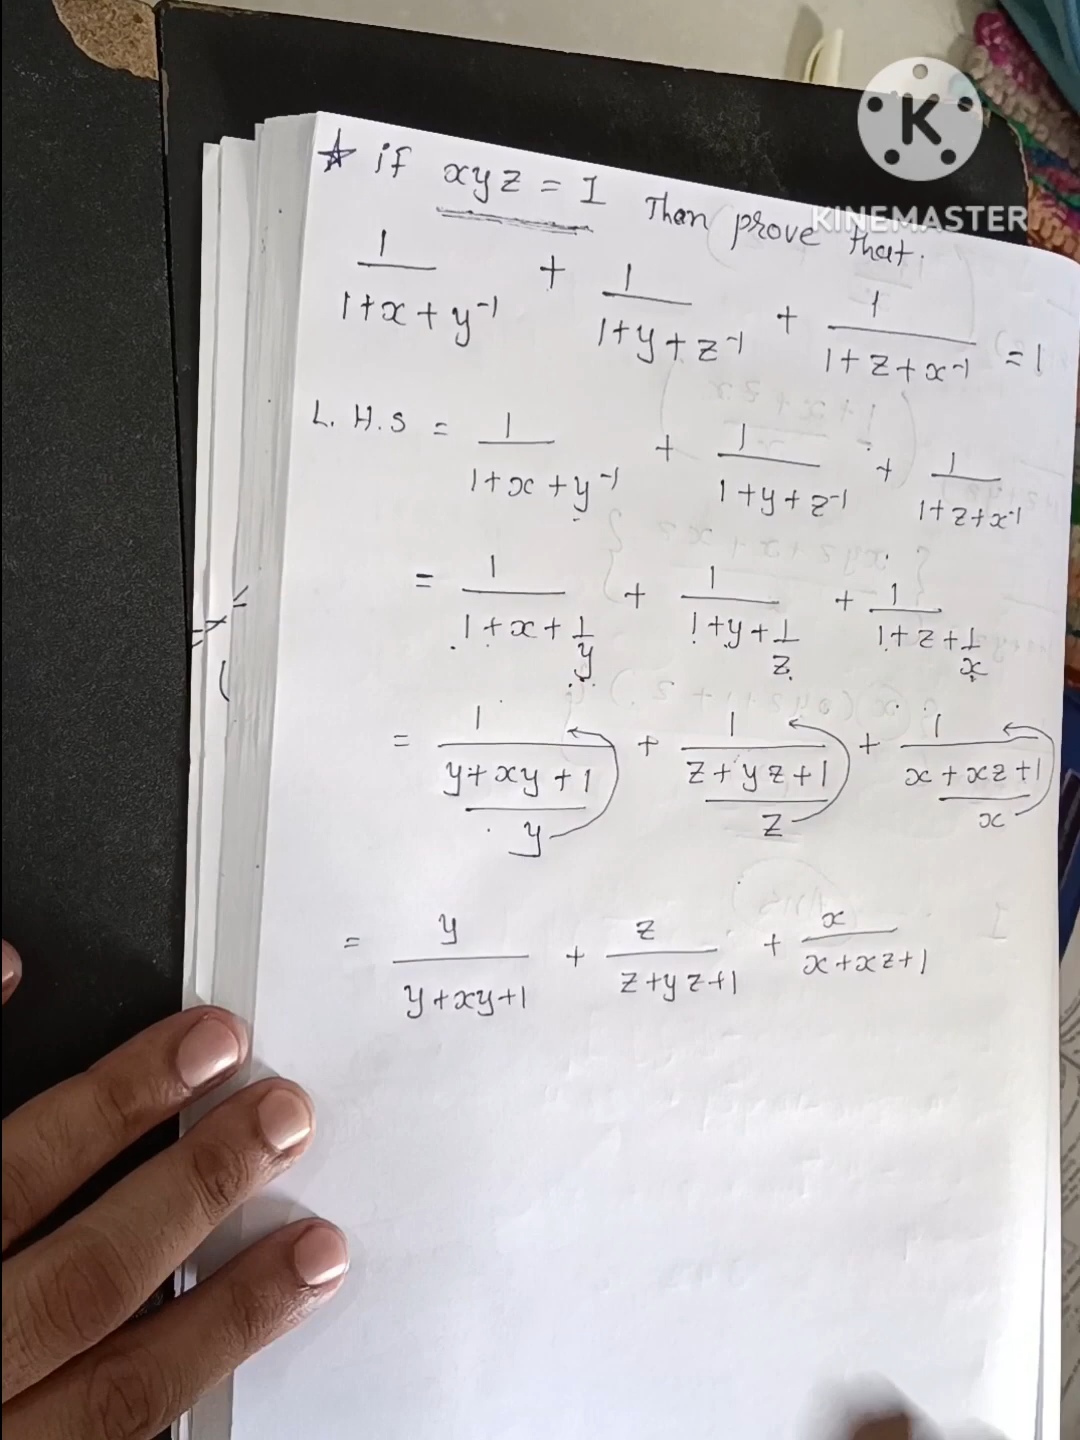 ☆ if xyz = 1 Than prove that.
1/(1+x+y⁻¹) + 1/(1+y+z⁻¹) + 1/(1+z+x⁻¹) = 1
L.H.S = 1/(1+x+y⁻¹) + 1/(1+y+z⁻¹) + 1/(1+z+x⁻¹)
= 1/(1+x+1/y) + 1/(1+y+1/z) + 1/(1+z+1/x)
= 1/((y+xy+1)/y) + 1/((z+yz+1)/z) + 1/((x+xz+1)/x)
= y/(y+xy+1) + z/(z+yz+1) + x/(x+xz+1)
K
KINEMASTER